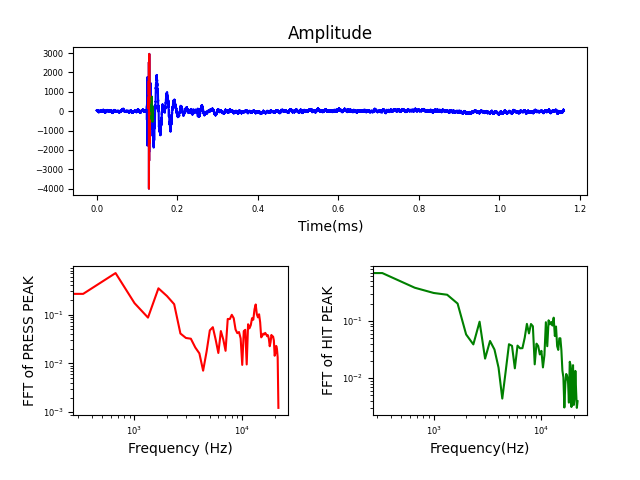 Amplitude
3000
2000
1000
0
−1000
−2000
−3000
−4000
0.0 0.2 0.4 0.6 0.8 1.0 1.2
Time(ms)
FFT of PRESS PEAK
10⁻¹
10⁻²
10⁻³
10³ 10⁴
Frequency (Hz)
FFT of HIT PEAK
10⁻¹
10⁻²
10³ 10⁴
Frequency(Hz)